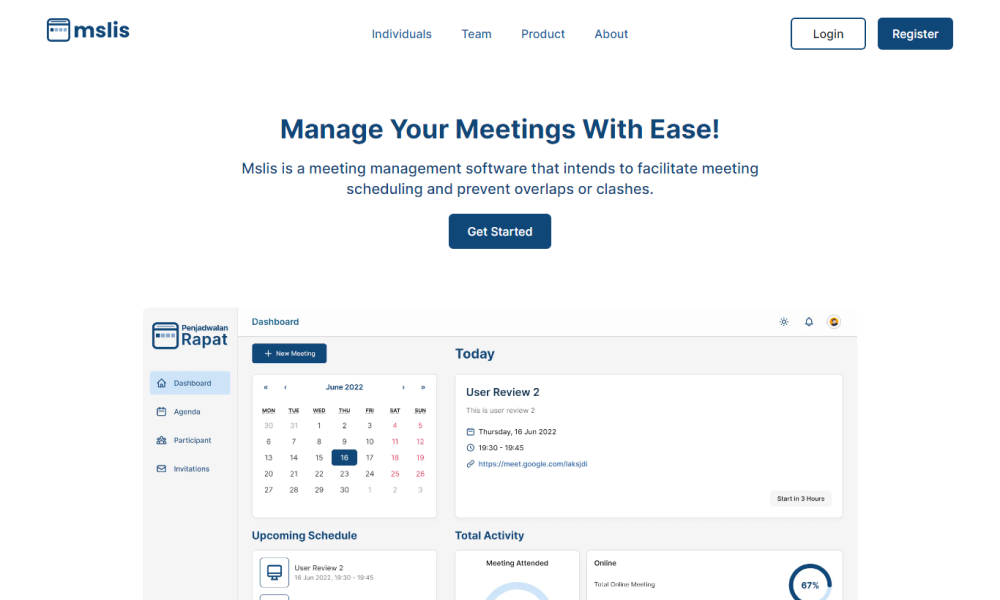 mslis
Individuals
Team
Product
About
Login
Register
Manage Your Meetings With Ease!
Mslis is a meeting management software that intends to facilitate meeting
scheduling and prevent overlaps or clashes.
Get Started
Penjadwalan
Rapat
Dashboard
Agenda
Participant
Invitations
Dashboard
+ New Meeting
« ‹ June 2022 › »
MON TUE WED THU FRI SAT SUN
30 31 1 2 3 4 5
6 7 8 9 10 11 12
13 14 15 16 17 18 19
20 21 22 23 24 25 26
27 28 29 30 1 2 3
Today
User Review 2
This is user review 2
Thursday, 16 Jun 2022
19:30 - 19:45
https://meet.google.com/laksjdi
Start in 3 Hours
Upcoming Schedule
User Review 2
16 Jun 2022, 19:30 - 19:45
Total Activity
Meeting Attended
Online
Total Online Meeting
67%